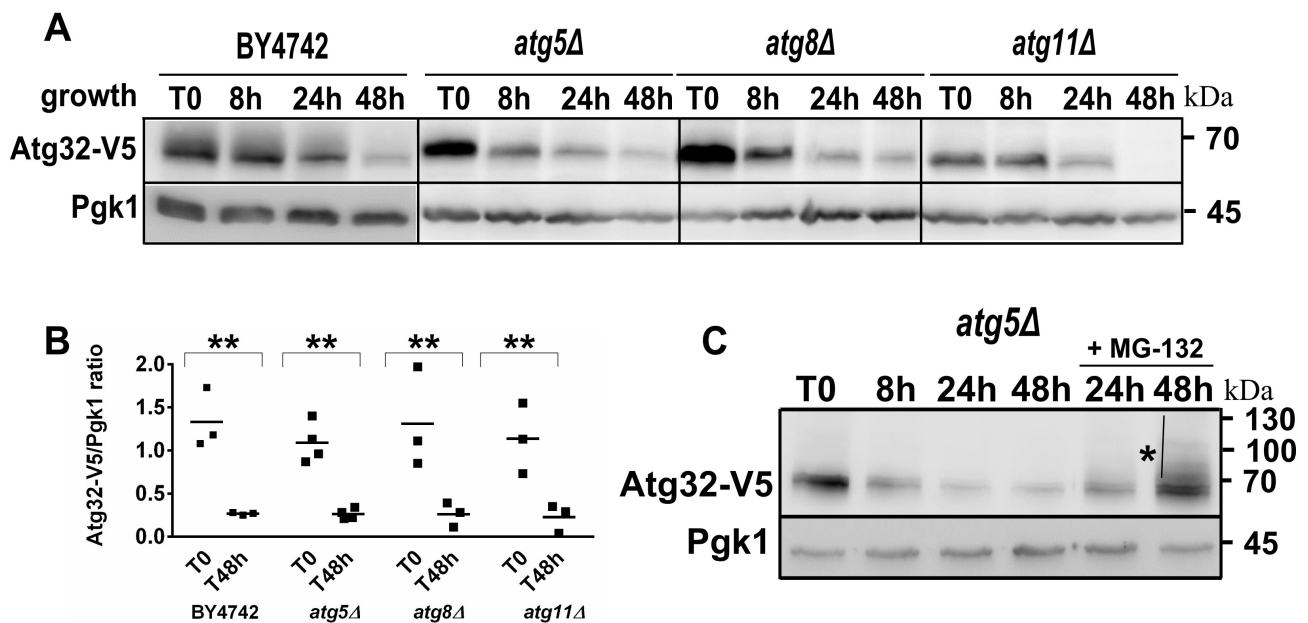 A
BY4742 atg5Δ atg8Δ atg11Δ
growth T0 8h 24h 48h T0 8h 24h 48h T0 8h 24h 48h T0 8h 24h 48h kDa
Atg32-V5 70
Pgk1 45
B
** ** ** **
Atg32-V5/Pgk1 ratio
2.0
1.5
1.0
0.5
0.0
T0 T48h T0 T48h T0 T48h T0 T48h
BY4742 atg5Δ atg8Δ atg11Δ
C
atg5Δ
+ MG-132
T0 8h 24h 48h 24h 48h kDa
130
* 100
Atg32-V5 70
Pgk1 45